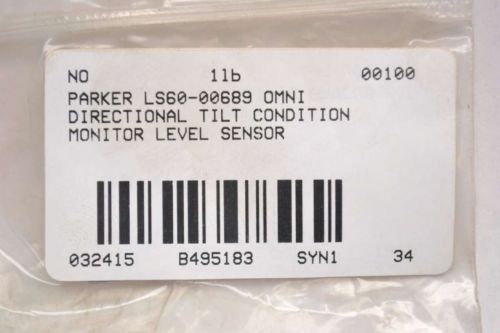 NO 1lb 00100
PARKER LS60-00689 OMNI
DIRECTIONAL TILT CONDITION
MONITOR LEVEL SENSOR
032415 B495183 SYN1 34